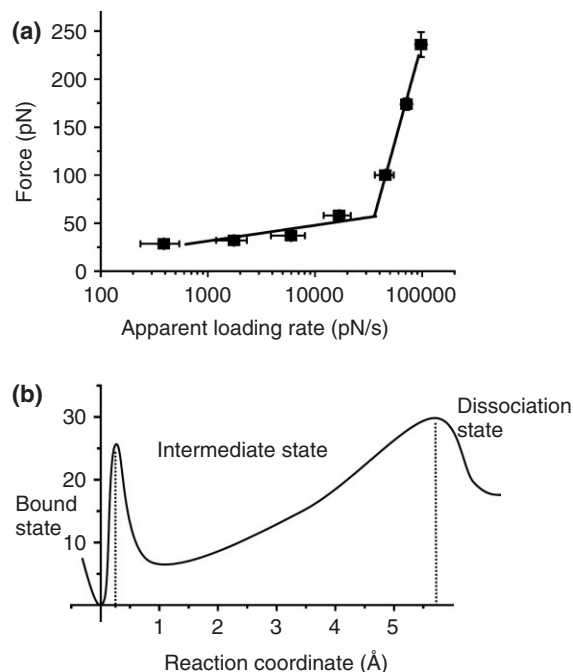 (a)
250
200
150
100
50
0
Force (pN)
100 1000 10000 100000
Apparent loading rate (pN/s)
(b)
30
20
10
Dissociation
state
Intermediate state
Bound
state
1 2 3 4 5
Reaction coordinate (Å)